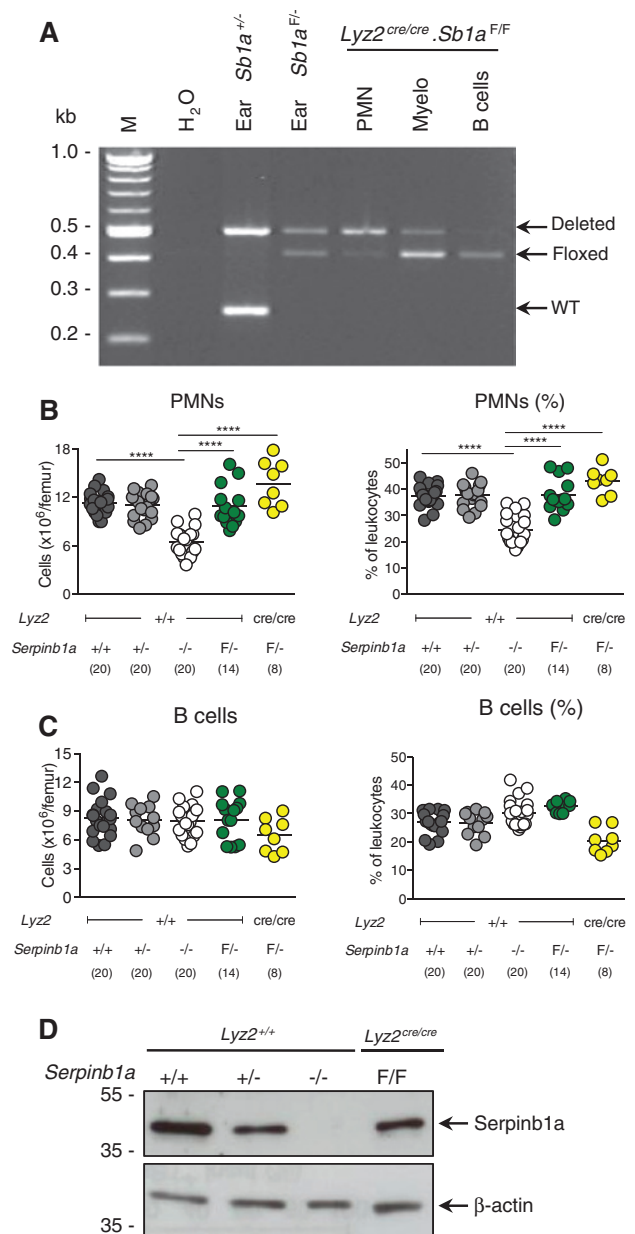 A
Sb1a+/-
Sb1a F/-
Lyz2cre/cre.Sb1aF/F
kb
M
H2O
Ear
Ear
PMN
Myelo
B cells
1.0 -
0.5 -
0.4 -
0.3 -
0.2 -
Deleted
Floxed
WT
B
PMNs
PMNs (%)
**** **** ****
**** **** ****
Cells (x10⁶/femur)
18
12
6
0
% of leukocytes
50
40
30
20
10
0
Lyz2 +/+ cre/cre
Serpinb1a +/+ +/- -/- F/- F/-
(20) (20) (20) (14) (8)
Lyz2 +/+ cre/cre
Serpinb1a +/+ +/- -/- F/- F/-
(20) (20) (20) (14) (8)
C
B cells
B cells (%)
Cells (x10⁶/femur)
15
12
9
6
3
0
% of leukocytes
50
40
30
20
10
0
Lyz2 +/+ cre/cre
Serpinb1a +/+ +/- -/- F/- F/-
(20) (20) (20) (14) (8)
Lyz2 +/+ cre/cre
Serpinb1a +/+ +/- -/- F/- F/-
(20) (20) (20) (14) (8)
D
Lyz2+/+ Lyz2cre/cre
Serpinb1a +/+ +/- -/- F/F
55 -
35 -
Serpinb1a
35 -
β-actin